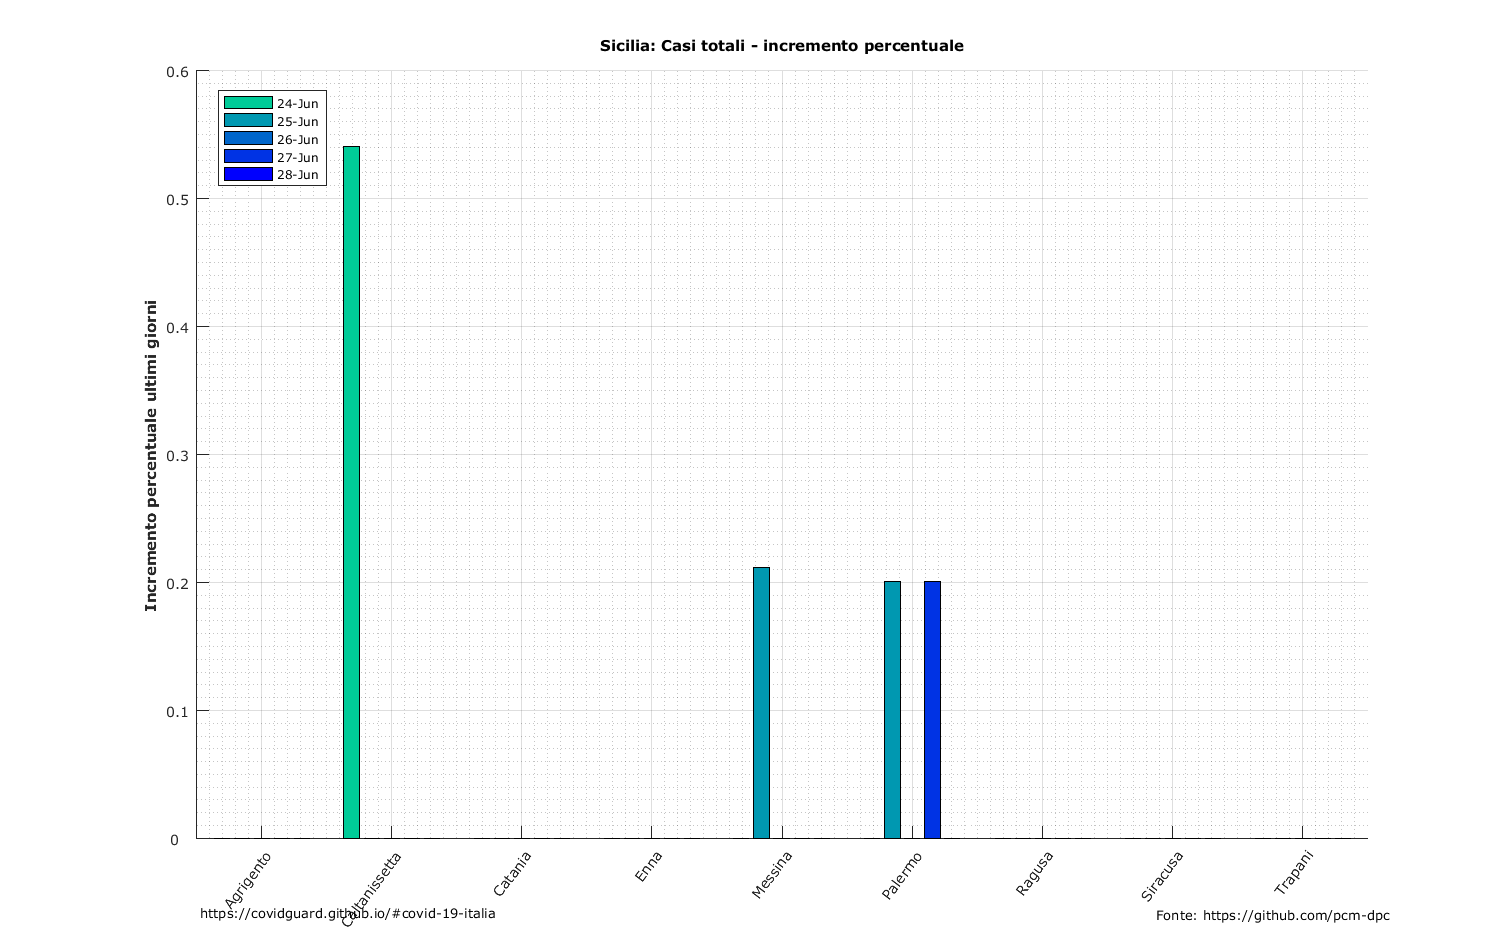 Sicilia: Casi totali - incremento percentuale
Incremento percentuale ultimi giorni
0.6
0.5
0.4
0.3
0.2
0.1
0
24-Jun
25-Jun
26-Jun
27-Jun
28-Jun
Agrigento
Caltanissetta
Catania
Enna
Messina
Palermo
Ragusa
Siracusa
Trapani
https://covidguard.github.io/#covid-19-italia
Fonte: https://github.com/pcm-dpc